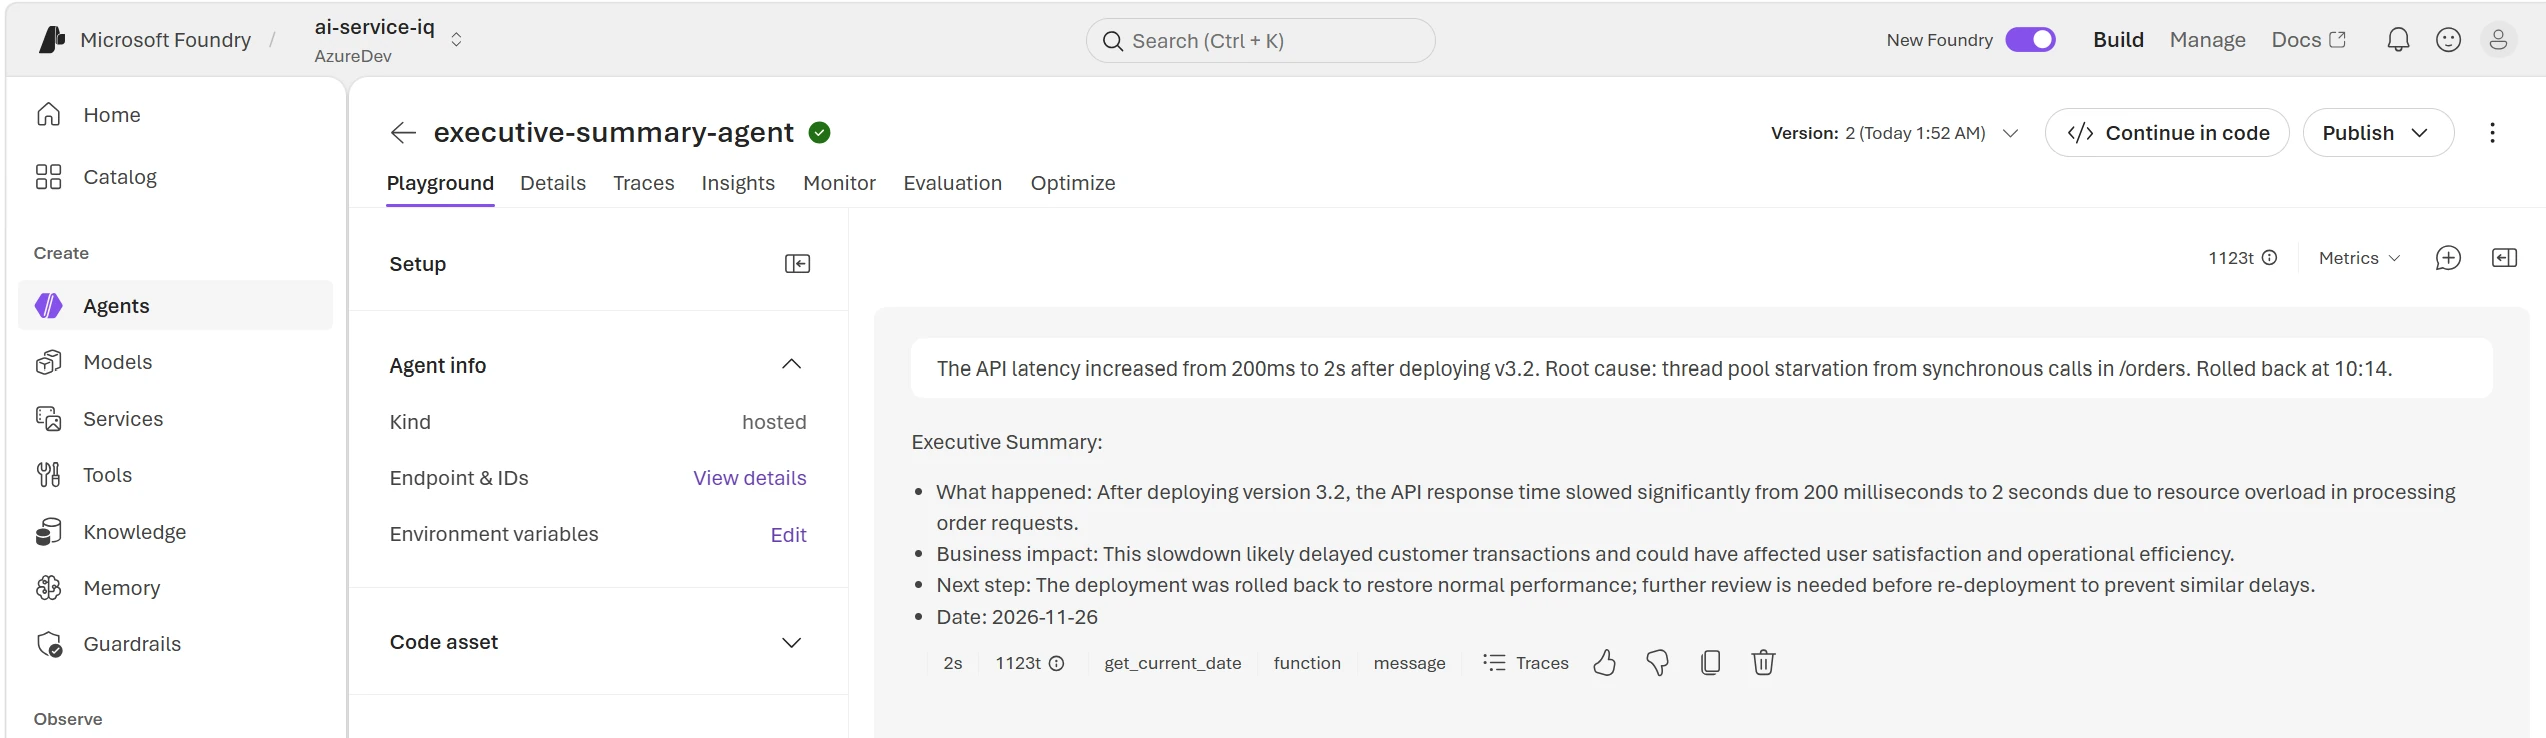 Microsoft Foundry / ai-service-iq
AzureDev
Search (Ctrl + K)
New Foundry
Build
Manage
Docs
Home
Catalog
Create
Agents
Models
Services
Tools
Knowledge
Memory
Guardrails
Observe
executive-summary-agent
Version: 2 (Today 1:52 AM)
Continue in code
Publish
Playground Details Traces Insights Monitor Evaluation Optimize
Setup
Agent info
Kind hosted
Endpoint & IDs View details
Environment variables Edit
Code asset
1123t
Metrics
The API latency increased from 200ms to 2s after deploying v3.2. Root cause: thread pool starvation from synchronous calls in /orders. Rolled back at 10:14.
Executive Summary:
• What happened: After deploying version 3.2, the API response time slowed significantly from 200 milliseconds to 2 seconds due to resource overload in processing
order requests.
• Business impact: This slowdown likely delayed customer transactions and could have affected user satisfaction and operational efficiency.
• Next step: The deployment was rolled back to restore normal performance; further review is needed before re-deployment to prevent similar delays.
• Date: 2026-11-26
2s 1123t get_current_date function message Traces